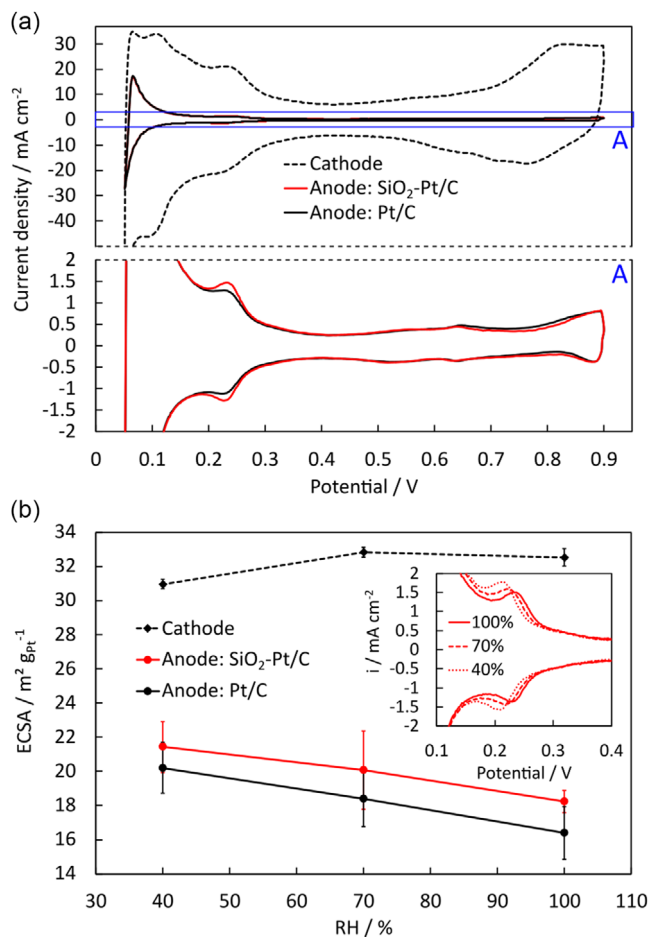 (a)
Current density / mA cm⁻²
30
20
10
0
-10
-20
-30
-40
A
Cathode
Anode: SiO₂-Pt/C
Anode: Pt/C
2
1.5
1
0.5
0
-0.5
-1
-1.5
-2
A
0 0.1 0.2 0.3 0.4 0.5 0.6 0.7 0.8 0.9
Potential / V
(b)
ECSA / m² gPt⁻¹
34
32
30
28
26
24
22
20
18
16
14
Cathode
Anode: SiO₂-Pt/C
Anode: Pt/C
i / mA cm⁻²
2
1.5
1
0.5
0
-0.5
-1
-1.5
-2
100%
70%
40%
0.1 0.2 0.3 0.4
Potential / V
30 40 50 60 70 80 90 100 110
RH / %